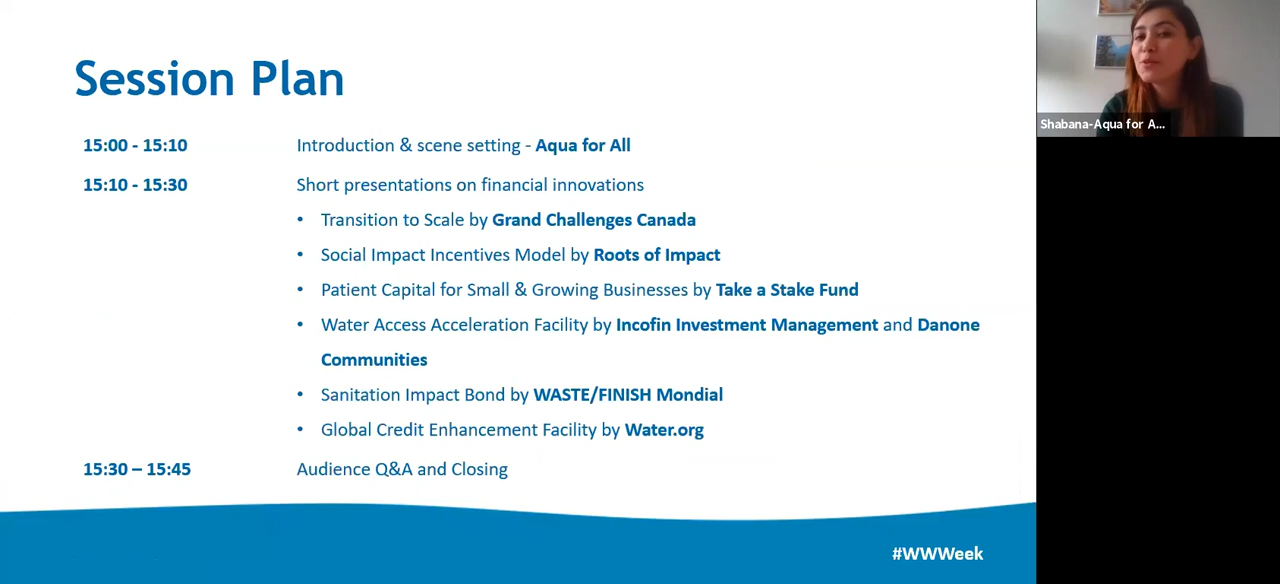 Session Plan
15:00 - 15:10 Introduction & scene setting - Aqua for All
15:10 - 15:30 Short presentations on financial innovations
• Transition to Scale by Grand Challenges Canada
• Social Impact Incentives Model by Roots of Impact
• Patient Capital for Small & Growing Businesses by Take a Stake Fund
• Water Access Acceleration Facility by Incofin Investment Management and Danone
Communities
• Sanitation Impact Bond by WASTE/FINISH Mondial
• Global Credit Enhancement Facility by Water.org
15:30 – 15:45 Audience Q&A and Closing
#WWWeek
Shabana-Aqua for A...